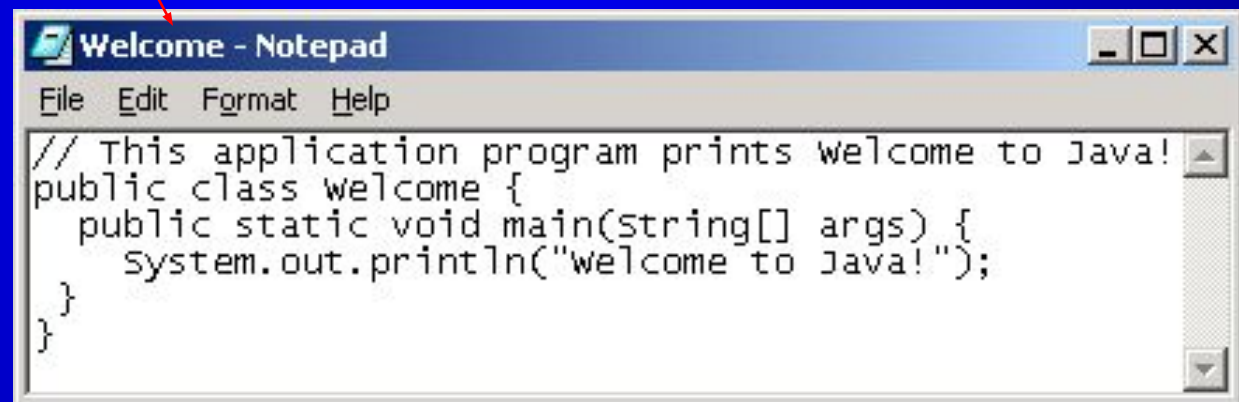 Welcome - Notepad
File Edit Format Help
// This application program prints Welcome to Java!
public class Welcome {
  public static void main(String[] args) {
    System.out.println("Welcome to Java!");
 }
}